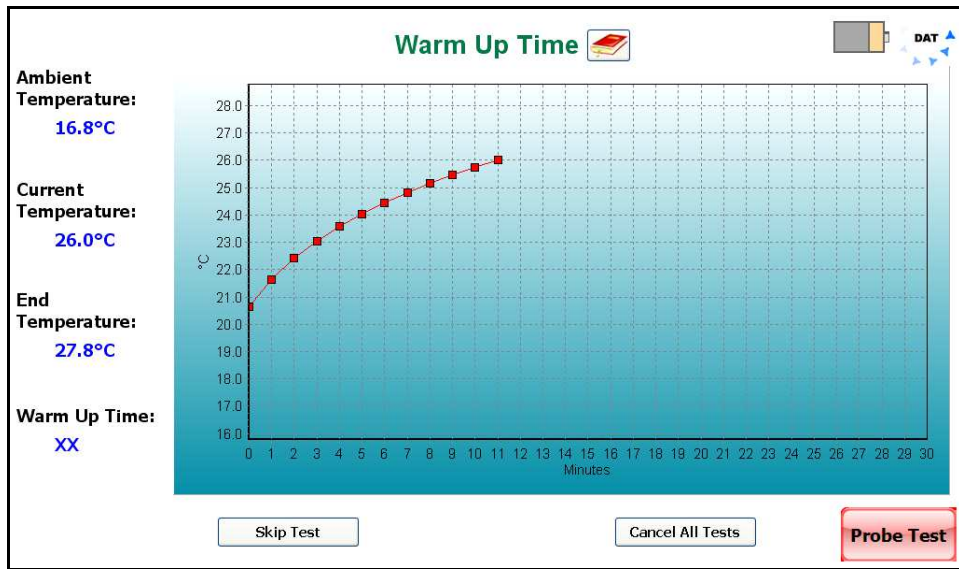 Warm Up Time
DAT
Ambient
Temperature:
16.8°C
Current
Temperature:
26.0°C
End
Temperature:
27.8°C
Warm Up Time:
XX
°C
28.0
27.0
26.0
25.0
24.0
23.0
22.0
21.0
20.0
19.0
18.0
17.0
16.0
0 1 2 3 4 5 6 7 8 9 10 11 12 13 14 15 16 17 18 19 20 21 22 23 24 25 26 27 28 29 30
Minutes
Skip Test
Cancel All Tests
Probe Test